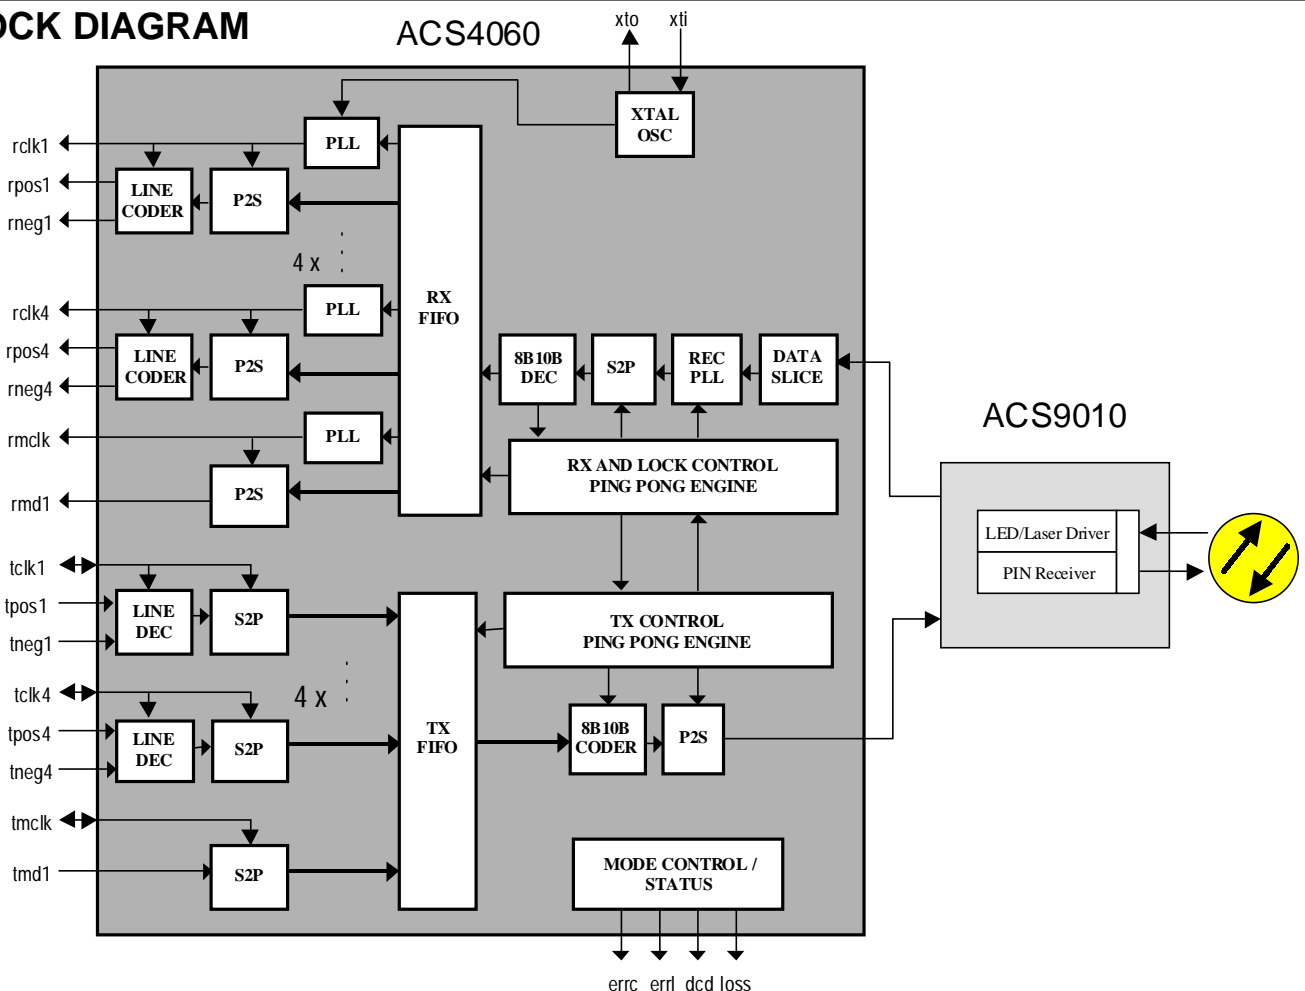 OCK DIAGRAM
ACS4060
xto
xti
XTAL
OSC
rclk1
PLL
rpos1
LINE
CODER
P2S
rneg1
4 x
RX
FIFO
rclk4
PLL
rpos4
LINE
CODER
P2S
rneg4
8B10B
DEC
S2P
REC
PLL
DATA
SLICE
ACS9010
rmclk
PLL
RX AND LOCK CONTROL
PING PONG ENGINE
P2S
rmd1
LED/Laser Driver
PIN Receiver
tclk1
tpos1
LINE
DEC
S2P
tneg1
TX CONTROL
PING PONG ENGINE
4 x
tclk4
tpos4
LINE
DEC
S2P
tneg4
TX
FIFO
8B10B
CODER
P2S
tmclk
tmd1
S2P
MODE CONTROL /
STATUS
errc
errl
dcd
loss